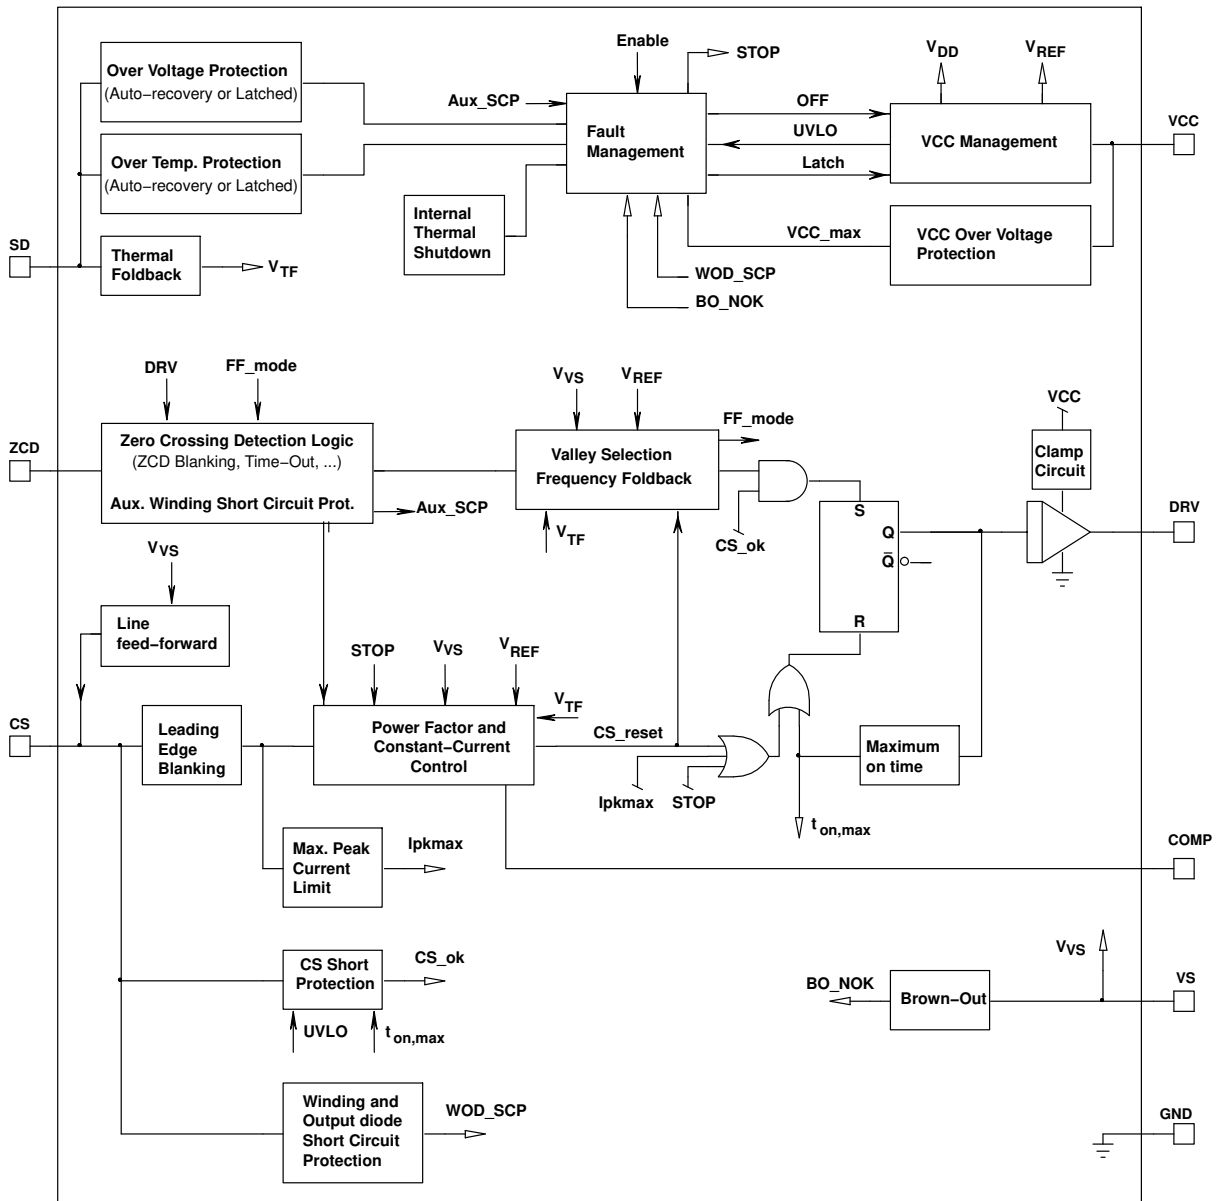 Enable
STOP
VDD
VREF
Over Voltage Protection
(Auto−recovery or Latched)
Aux_SCP
OFF
VCC
Fault
Management
UVLO
VCC Management
Over Temp. Protection
(Auto−recovery or Latched)
Latch
Internal
Thermal
Shutdown
VCC_max
VCC Over Voltage
Protection
SD
Thermal
Foldback
VTF
WOD_SCP
BO_NOK
DRV
FF_mode
VVS
VREF
VCC
FF_mode
ZCD
Zero Crossing Detection Logic
(ZCD Blanking, Time−Out, ...)
Valley Selection
Frequency Foldback
Clamp
Circuit
Aux. Winding Short Circuit Prot.
Aux_SCP
S
DRV
VTF
CS_ok
Q
Q̅
VVS
Line
feed−forward
R
STOP
VVS
VREF
VTF
CS
Leading
Edge
Blanking
Power Factor and
Constant−Current
Control
CS_reset
Maximum
on time
Ipkmax
STOP
ton,max
Max. Peak
Current
Limit
Ipkmax
COMP
CS Short
Protection
CS_ok
VVS
UVLO
ton,max
BO_NOK
Brown−Out
VS
Winding and
Output diode
Short Circuit
Protection
WOD_SCP
GND